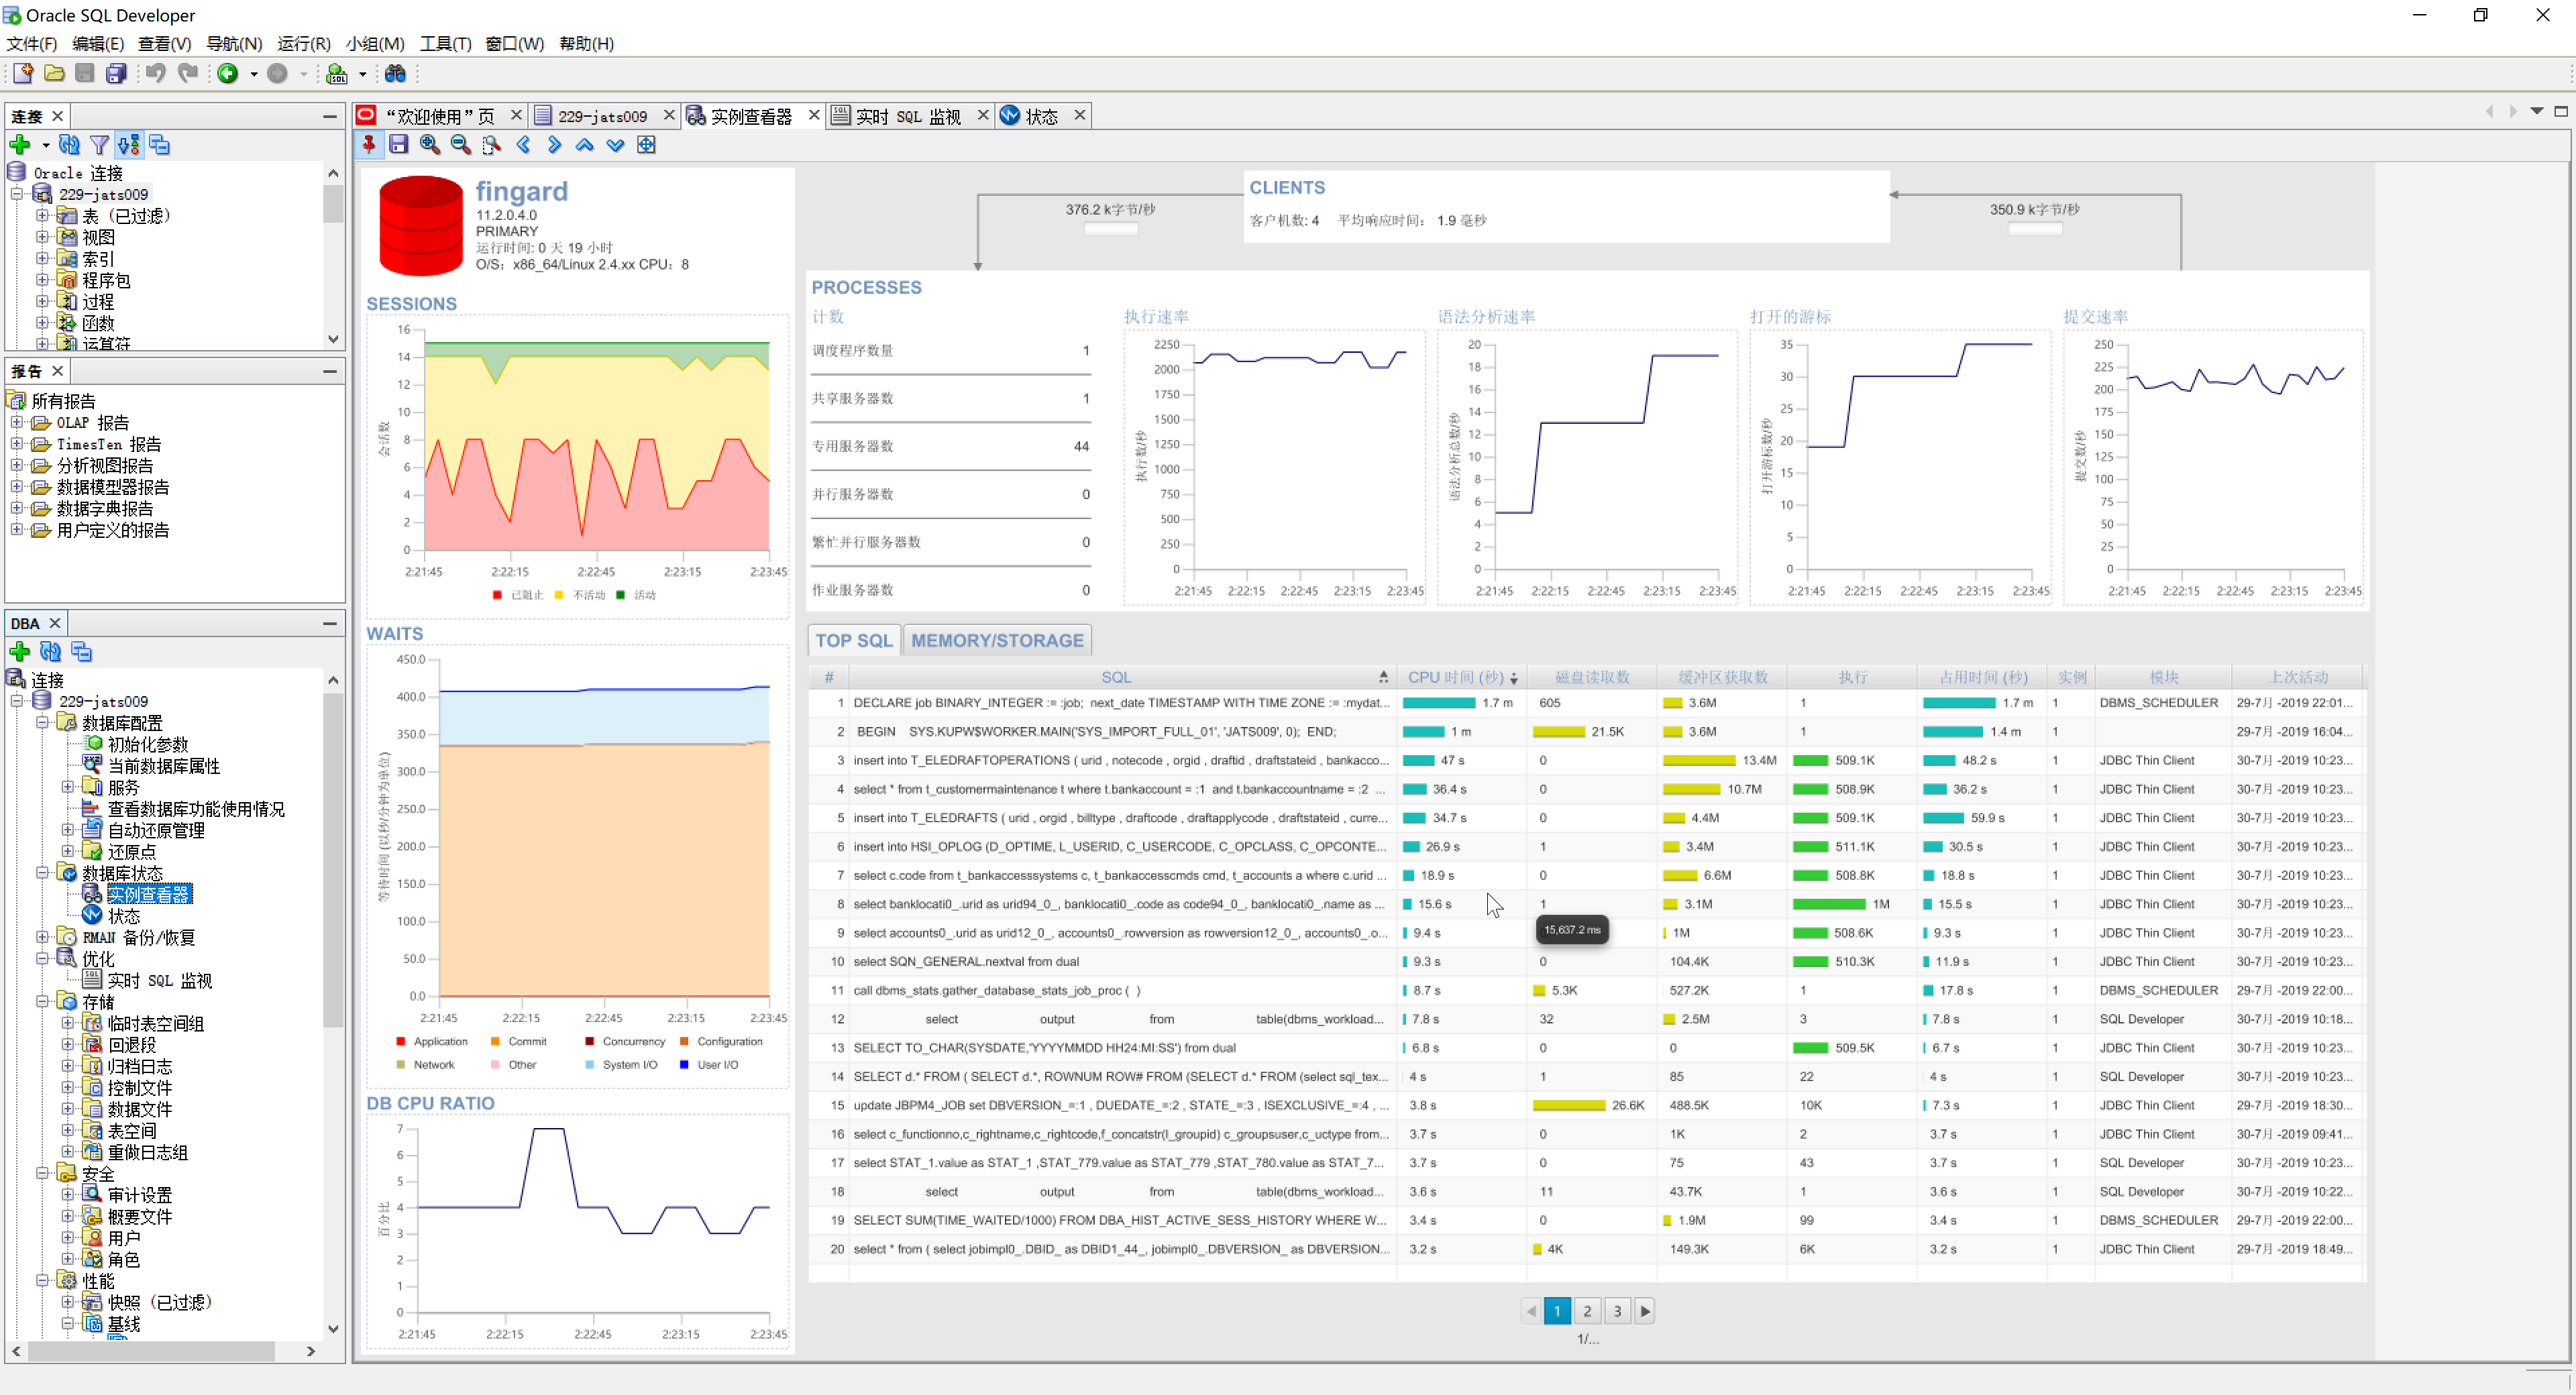 Oracle SQL Developer
文件(F) 编辑(E) 查看(V) 导航(N) 运行(R) 小组(M) 工具(T) 窗口(W) 帮助(H)
连接
Oracle 连接
229-jats009
表 (已过滤)
视图
索引
程序包
过程
函数
运算符
报告
所有报告
OLAP 报告
TimesTen 报告
分析视图报告
数据模型器报告
数据字典报告
用户定义的报告
DBA
连接
229-jats009
数据库配置
初始化参数
当前数据库属性
服务
查看数据库功能使用情况
自动还原管理
还原点
数据库状态
实例查看器
状态
RMAN 备份/恢复
优化
实时 SQL 监视
存储
临时表空间组
回退段
归档日志
控制文件
数据文件
表空间
重做日志组
安全
审计设置
概要文件
用户
角色
性能
快照 (已过滤)
基线
“欢迎使用”页 229-jats009 实例查看器 实时 SQL 监视 状态
fingard
11.2.0.4.0
PRIMARY
运行时间: 0 天 19 小时
O/S: x86_64/Linux 2.4.xx CPU: 8
376.2 k字节/秒
CLIENTS
客户机数: 4 平均响应时间: 1.9 毫秒
350.9 k字节/秒
SESSIONS
会话数
16
14
12
10
8
6
4
2
0
2:21:45 2:22:15 2:22:45 2:23:15 2:23:45
已阻止 不活动 活动
WAITS
等待时间 (以秒/分钟为单位)
450.0
400.0
350.0
300.0
250.0
200.0
150.0
100.0
50.0
0.0
2:21:45 2:22:15 2:22:45 2:23:15 2:23:45
Application Commit Concurrency Configuration
Network Other System I/O User I/O
DB CPU RATIO
百分比
7
6
5
4
3
2
1
0
2:21:45 2:22:15 2:22:45 2:23:15 2:23:45
PROCESSES
计数
调度程序数量 1
共享服务器数 1
专用服务器数 44
并行服务器数 0
繁忙并行服务器数 0
作业服务器数 0
执行速率
执行数/秒
2250
2000
1750
1500
1250
1000
750
500
250
0
2:21:45 2:22:15 2:22:45 2:23:15 2:23:45
语法分析速率
语法分析总数/秒
20
18
16
14
12
10
8
6
4
2
0
2:21:45 2:22:15 2:22:45 2:23:15 2:23:45
打开的游标
打开游标数/秒
35
30
25
20
15
10
5
0
2:21:45 2:22:15 2:22:45 2:23:15 2:23:45
提交速率
提交数/秒
250
225
200
175
150
125
100
75
50
25
0
2:21:45 2:22:15 2:22:45 2:23:15 2:23:45
TOP SQL MEMORY/STORAGE
# SQL CPU 时间 (秒) 磁盘读取数 缓冲区获取数 执行 占用时间 (秒) 实例 模块 上次活动
1 DECLARE job BINARY_INTEGER := :job; next_date TIMESTAMP WITH TIME ZONE := :mydat... 1.7 m 605 3.6M 1 1.7 m 1 DBMS_SCHEDULER 29-7月 -2019 22:01...
2 BEGIN SYS.KUPW$WORKER.MAIN('SYS_IMPORT_FULL_01', 'JATS009', 0); END; 1 m 21.5K 3.6M 1 1.4 m 1 29-7月 -2019 16:04...
3 insert into T_ELEDRAFTOPERATIONS ( urid , notecode , orgid , draftid , draftstateid , bankacco... 47 s 0 13.4M 509.1K 48.2 s 1 JDBC Thin Client 30-7月 -2019 10:23...
4 select * from t_customermaintenance t where t.bankaccount = :1 and t.bankaccountname = :2 ... 36.4 s 0 10.7M 508.9K 36.2 s 1 JDBC Thin Client 30-7月 -2019 10:23...
5 insert into T_ELEDRAFTS ( urid , orgid , billtype , draftcode , draftapplycode , draftstateid , curre... 34.7 s 0 4.4M 509.1K 59.9 s 1 JDBC Thin Client 30-7月 -2019 10:23...
6 insert into HSI_OPLOG (D_OPTIME, L_USERID, C_USERCODE, C_OPCLASS, C_OPCONTE... 26.9 s 1 3.4M 511.1K 30.5 s 1 JDBC Thin Client 30-7月 -2019 10:23...
7 select c.code from t_bankaccesssystems c, t_bankaccesscmds cmd, t_accounts a where c.urid ... 18.9 s 0 6.6M 508.8K 18.8 s 1 JDBC Thin Client 30-7月 -2019 10:23...
8 select banklocati0_.urid as urid94_0_, banklocati0_.code as code94_0_, banklocati0_.name as ... 15.6 s 1 3.1M 1M 15.5 s 1 JDBC Thin Client 30-7月 -2019 10:23...
9 select accounts0_.urid as urid12_0_, accounts0_.rowversion as rowversion12_0_, accounts0_.o... 9.4 s 1M 508.6K 9.3 s 1 JDBC Thin Client 30-7月 -2019 10:23...
15,637.2 ms
10 select SQN_GENERAL.nextval from dual 9.3 s 0 104.4K 510.3K 11.9 s 1 JDBC Thin Client 30-7月 -2019 10:23...
11 call dbms_stats.gather_database_stats_job_proc ( ) 8.7 s 5.3K 527.2K 1 17.8 s 1 DBMS_SCHEDULER 29-7月 -2019 22:00...
12 select output from table(dbms_workload... 7.8 s 32 2.5M 3 7.8 s 1 SQL Developer 30-7月 -2019 10:18...
13 SELECT TO_CHAR(SYSDATE,'YYYYMMDD HH24:MI:SS') from dual 6.8 s 0 0 509.5K 6.7 s 1 JDBC Thin Client 30-7月 -2019 10:23...
14 SELECT d.* FROM ( SELECT d.*, ROWNUM ROW# FROM (SELECT d.* FROM (select sql_tex... 4 s 1 85 22 4 s 1 SQL Developer 30-7月 -2019 10:23...
15 update JBPM4_JOB set DBVERSION_=:1 , DUEDATE_=:2 , STATE_=:3 , ISEXCLUSIVE_=:4 , ... 3.8 s 26.6K 488.5K 10K 7.3 s 1 JDBC Thin Client 29-7月 -2019 18:30...
16 select c_functionno,c_rightname,c_rightcode,f_concatstr(l_groupid) c_groupsuser,c_uctype from... 3.7 s 0 1K 2 3.7 s 1 JDBC Thin Client 30-7月 -2019 09:41...
17 select STAT_1.value as STAT_1 ,STAT_779.value as STAT_779 ,STAT_780.value as STAT_7... 3.7 s 0 75 43 3.7 s 1 SQL Developer 30-7月 -2019 10:23...
18 select output from table(dbms_workload... 3.6 s 11 43.7K 1 3.6 s 1 SQL Developer 30-7月 -2019 10:22...
19 SELECT SUM(TIME_WAITED/1000) FROM DBA_HIST_ACTIVE_SESS_HISTORY WHERE W... 3.4 s 0 1.9M 99 3.4 s 1 DBMS_SCHEDULER 29-7月 -2019 22:00...
20 select * from ( select jobimpl0_.DBID_ as DBID1_44_, jobimpl0_.DBVERSION_ as DBVERSION... 3.2 s 4K 149.3K 6K 3.2 s 1 JDBC Thin Client 29-7月 -2019 18:49...
1 2 3
1/...